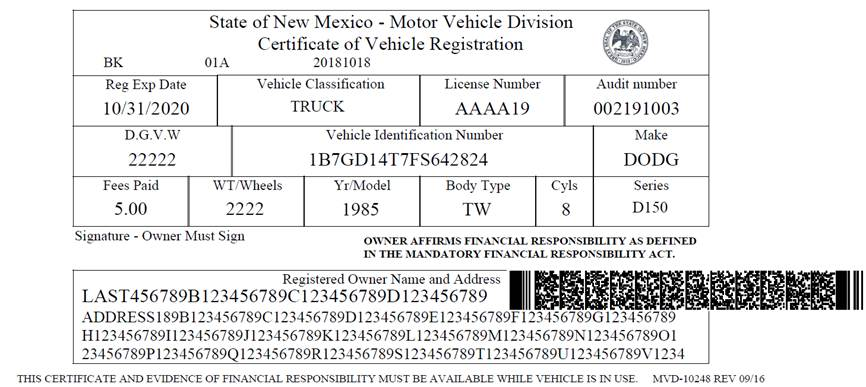 State of New Mexico - Motor Vehicle Division
Certificate of Vehicle Registration
BK 01A 20181018
Reg Exp Date Vehicle Classification License Number Audit number
10/31/2020 TRUCK AAAA19 002191003
D.G.V.W Vehicle Identification Number Make
22222 1B7GD14T7FS642824 DODG
Fees Paid WT/Wheels Yr/Model Body Type Cyls Series
5.00 2222 1985 TW 8 D150
Signature - Owner Must Sign
OWNER AFFIRMS FINANCIAL RESPONSIBILITY AS DEFINED
IN THE MANDATORY FINANCIAL RESPONSIBILITY ACT.
Registered Owner Name and Address
LAST456789B123456789C123456789D123456789
ADDRESS189B123456789C123456789D123456789E123456789F123456789G123456789
H123456789I123456789J123456789K123456789L123456789M123456789N123456789O1
23456789P123456789Q123456789R123456789S123456789T123456789U123456789V1234
THIS CERTIFICATE AND EVIDENCE OF FINANCIAL RESPONSIBILITY MUST BE AVAILABLE WHILE VEHICLE IS IN USE. MVD-10248 REV 09/16